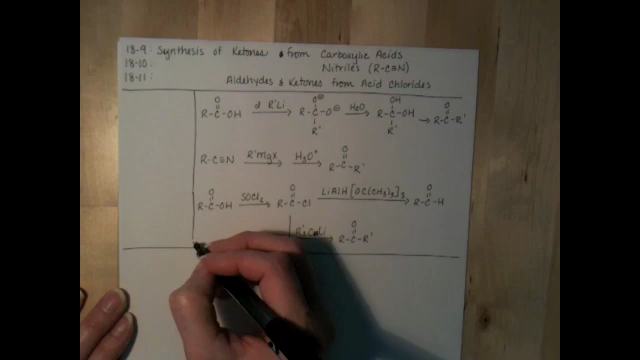 18-9: Synthesis of Ketones from Carboxylic Acids
18-10: Nitriles (R-C≡N)
18-11: Aldehydes & Ketones from Acid Chlorides
O O⊖ OH O
R-C-OH 2 R'Li R-C-O⊖ H2O R-C-OH → R-C-R'
R' R'
R-C≡N R'MgX H3O+ O
R-C-R'
O O O
R-C-OH SOCl2 R-C-Cl LiAlH[OC(CH3)3]3 R-C-H
R'2CuLi O
R-C-R'